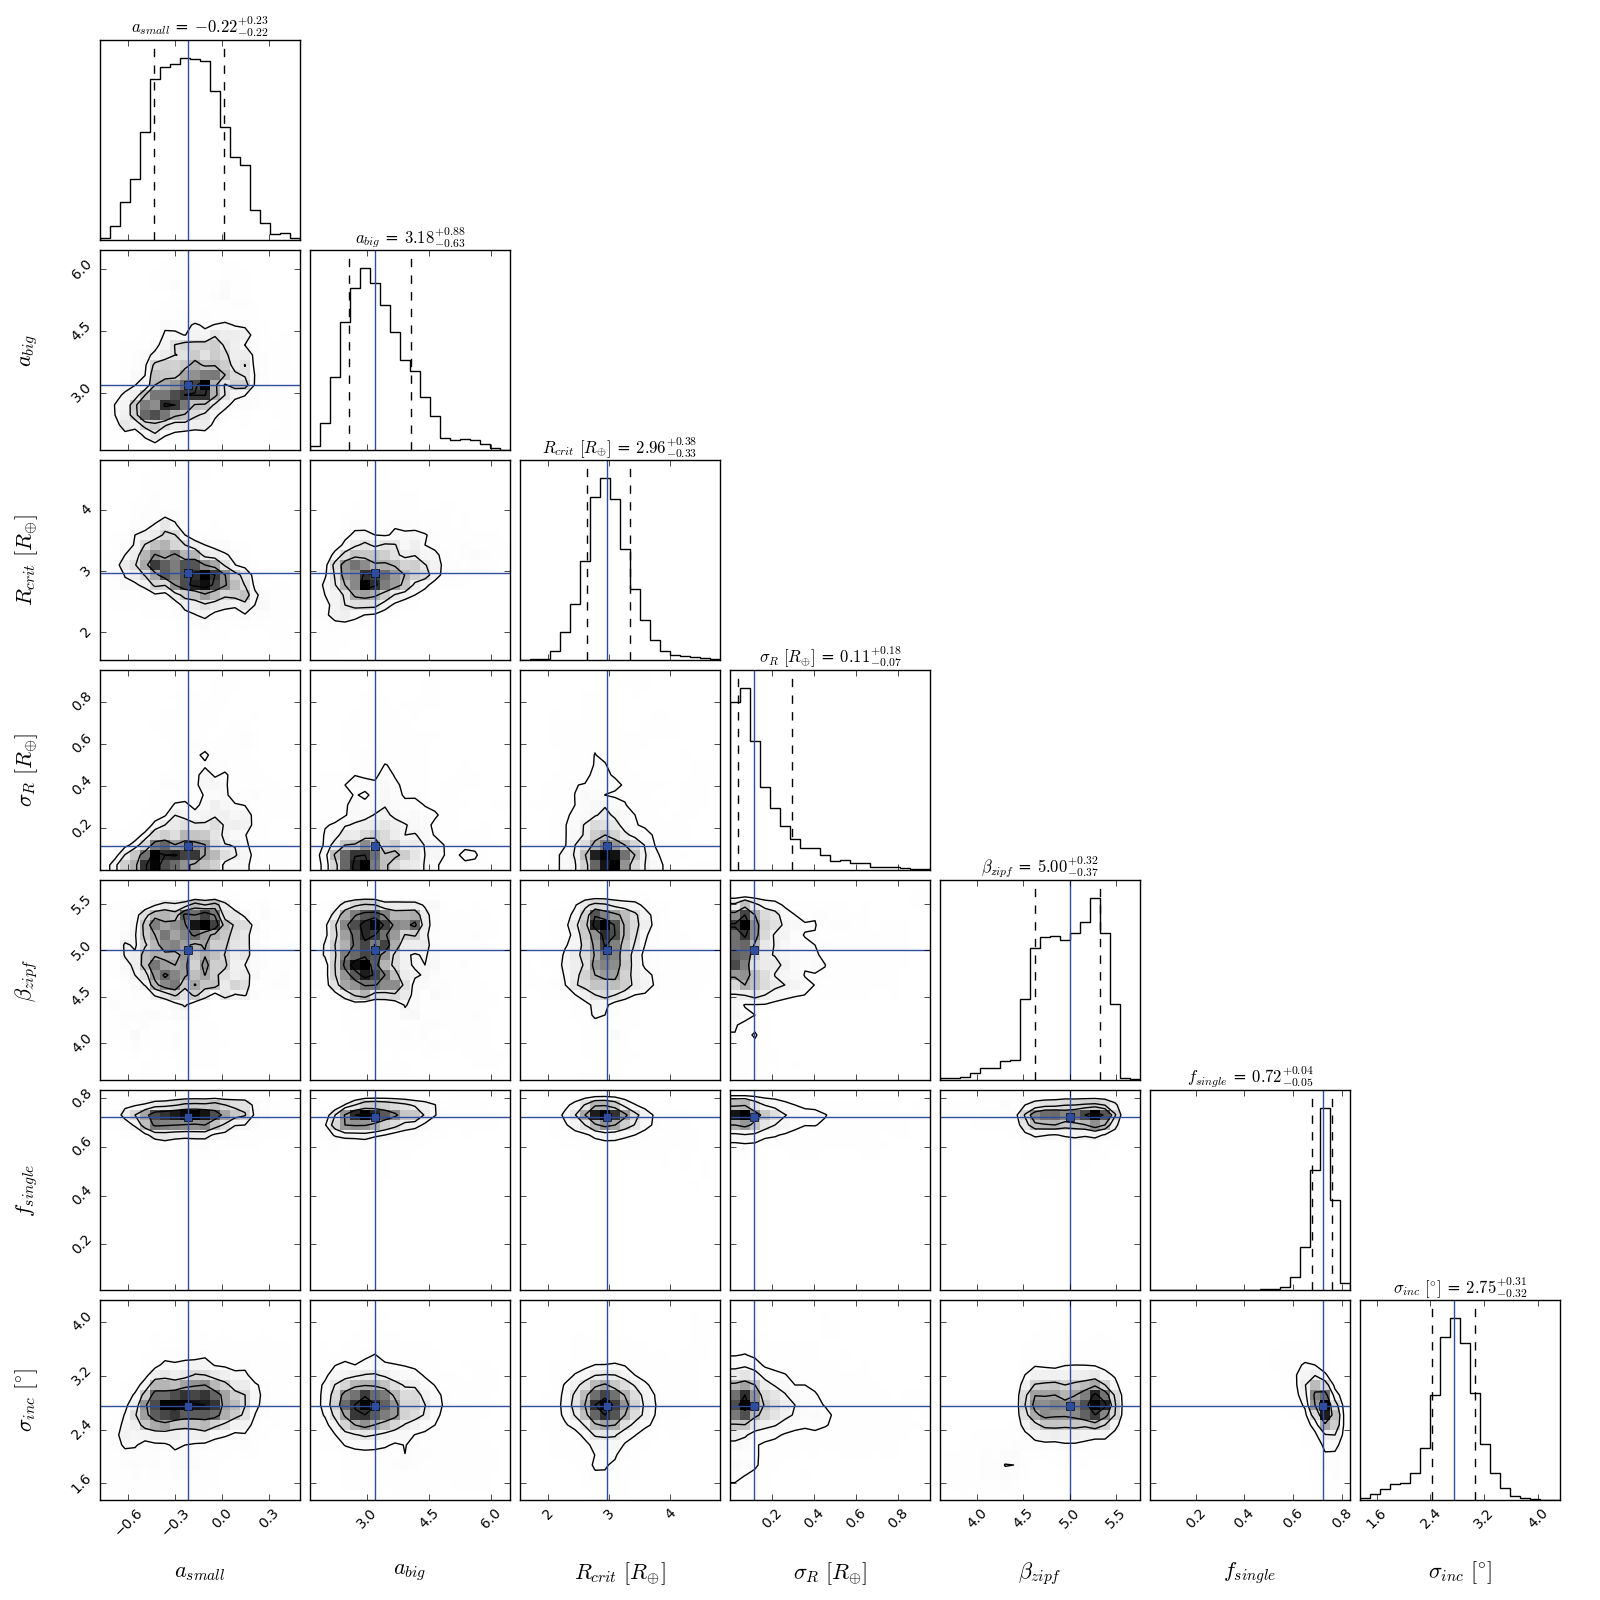 a_small = −0.22 +0.23 −0.22
a_big = 3.18 +0.88 −0.63
6.0
4.5
3.0
a_big
R_crit [R⊕] = 2.96 +0.38 −0.33
4
3
2
R_crit [R⊕]
σ_R [R⊕] = 0.11 +0.18 −0.07
0.8
0.6
0.4
0.2
σ_R [R⊕]
β_zipf = 5.00 +0.32 −0.37
5.5
5.0
4.5
4.0
β_zipf
f_single = 0.72 +0.04 −0.05
0.8
0.6
0.4
0.2
f_single
σ_inc [°] = 2.75 +0.31 −0.32
4.0
3.2
2.4
1.6
σ_inc [°]
−0.6 −0.3 0.0 0.3 3.0 4.5 6.0 2 3 4 0.2 0.4 0.6 0.8 4.0 4.5 5.0 5.5 0.2 0.4 0.6 0.8 1.6 2.4 3.2 4.0
a_small a_big R_crit [R⊕] σ_R [R⊕] β_zipf f_single σ_inc [°]